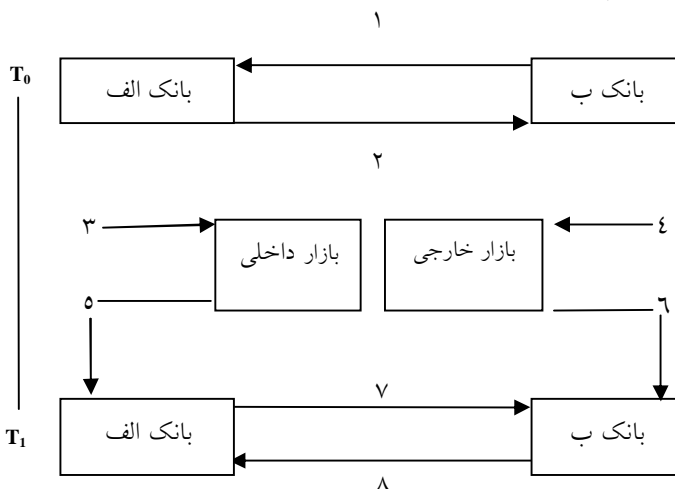 ۱
T₀
بانک الف
بانک ب
۲
۳
بازار داخلی
بازار خارجی
٤
٥
٦
۷
T₁
بانک الف
بانک ب
۸